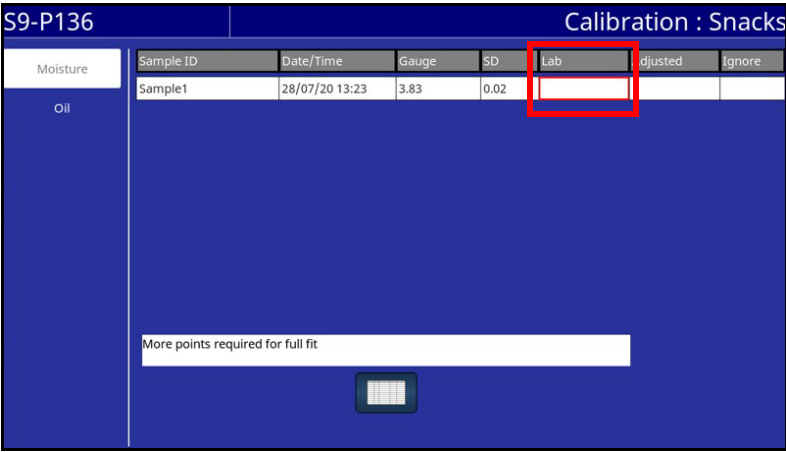 S9-P136 Calibration : Snacks
Moisture
Oil
Sample ID Date/Time Gauge SD Lab Adjusted Ignore
Sample1 28/07/20 13:23 3.83 0.02
More points required for full fit